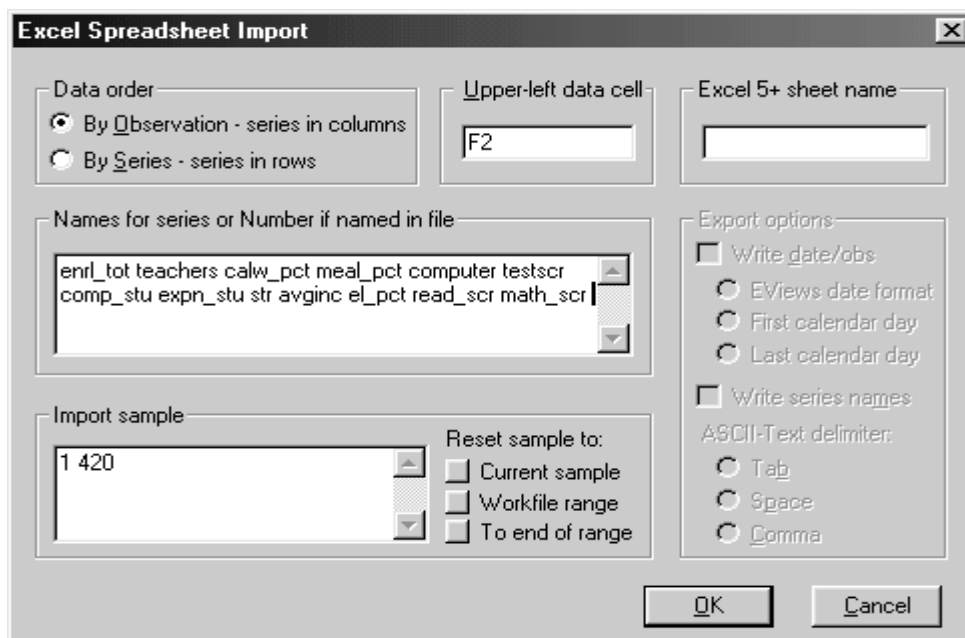 Excel Spreadsheet Import
Data order
By Observation - series in columns
By Series - series in rows
Upper-left data cell
F2
Excel 5+ sheet name
Names for series or Number if named in file
enrl_tot teachers calw_pct meal_pct computer testscr
comp_stu expn_stu str avginc el_pct read_scr math_scr
Export options
Write date/obs
EViews date format
First calendar day
Last calendar day
Write series names
ASCII-Text delimiter:
Tab
Space
Comma
Import sample
1 420
Reset sample to:
Current sample
Workfile range
To end of range
OK
Cancel